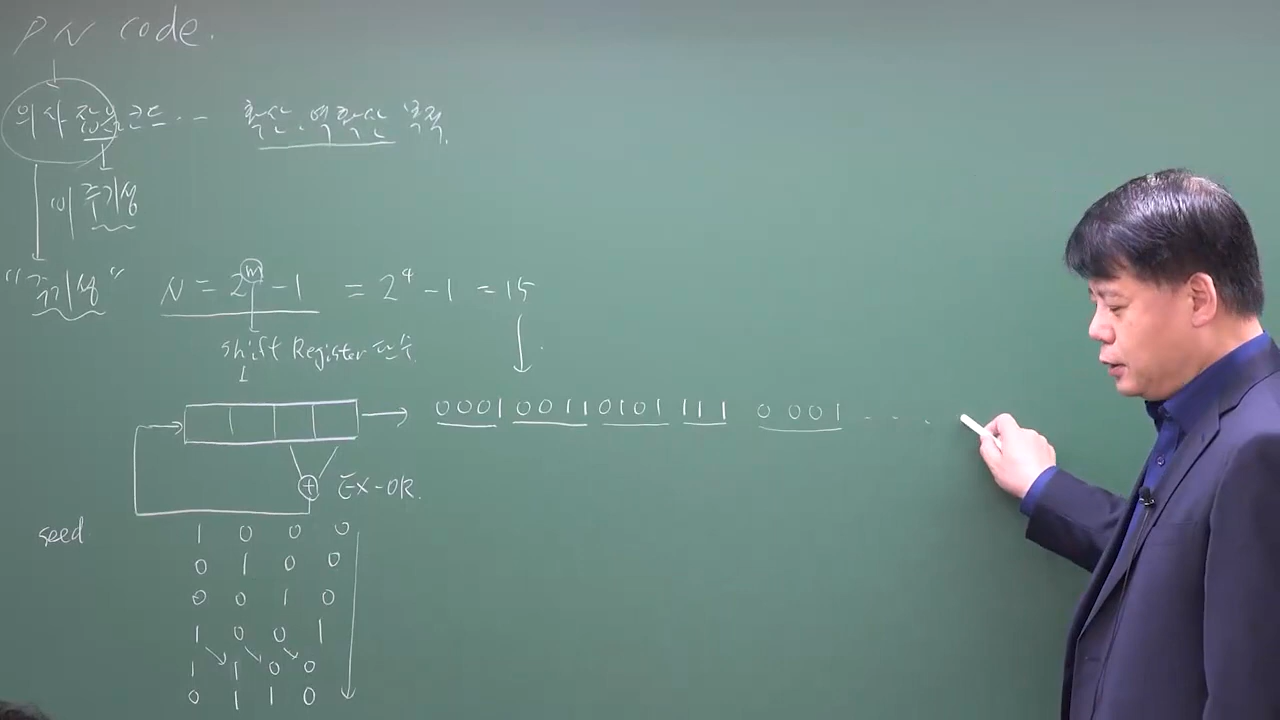 PN code.
의사잡음코드 ·· 확산, 역확산 목적.
비주기성
"주기성" N = 2^m - 1 = 2^4 - 1 = 15
shift Register 단수.
0001 0011 0101 111 0001 - - - .
+ EX-OR.
seed 1 0 0 0
0 1 0 0
0 0 1 0
1 0 0 1
1 1 0 0
0 1 1 0